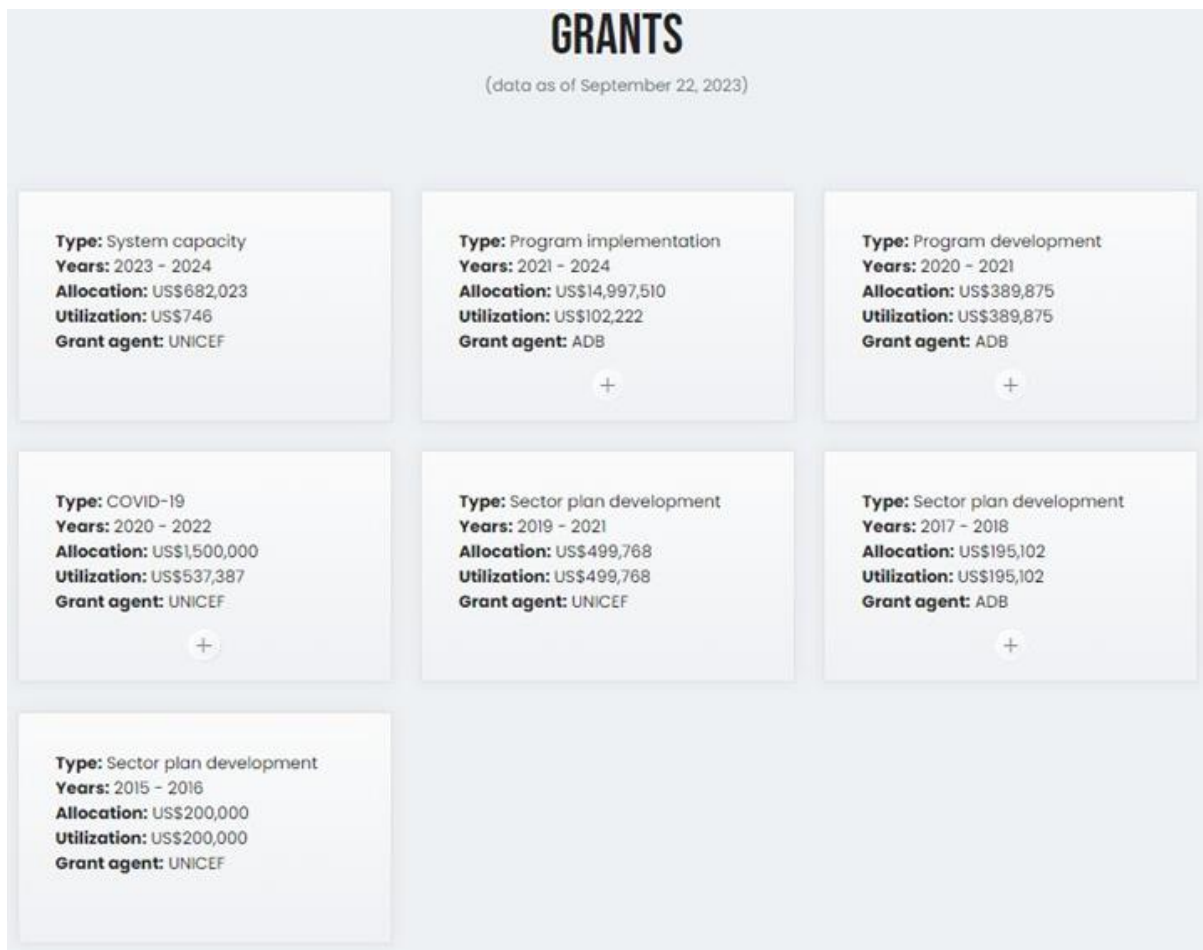 GRANTS
(data as of September 22, 2023)
Type: System capacity
Years: 2023 - 2024
Allocation: US$682,023
Utilization: US$746
Grant agent: UNICEF
Type: Program implementation
Years: 2021 - 2024
Allocation: US$14,997,510
Utilization: US$102,222
Grant agent: ADB
+
Type: Program development
Years: 2020 - 2021
Allocation: US$389,875
Utilization: US$389,875
Grant agent: ADB
+
Type: COVID-19
Years: 2020 - 2022
Allocation: US$1,500,000
Utilization: US$537,387
Grant agent: UNICEF
+
Type: Sector plan development
Years: 2019 - 2021
Allocation: US$499,768
Utilization: US$499,768
Grant agent: UNICEF
Type: Sector plan development
Years: 2017 - 2018
Allocation: US$195,102
Utilization: US$195,102
Grant agent: ADB
+
Type: Sector plan development
Years: 2015 - 2016
Allocation: US$200,000
Utilization: US$200,000
Grant agent: UNICEF